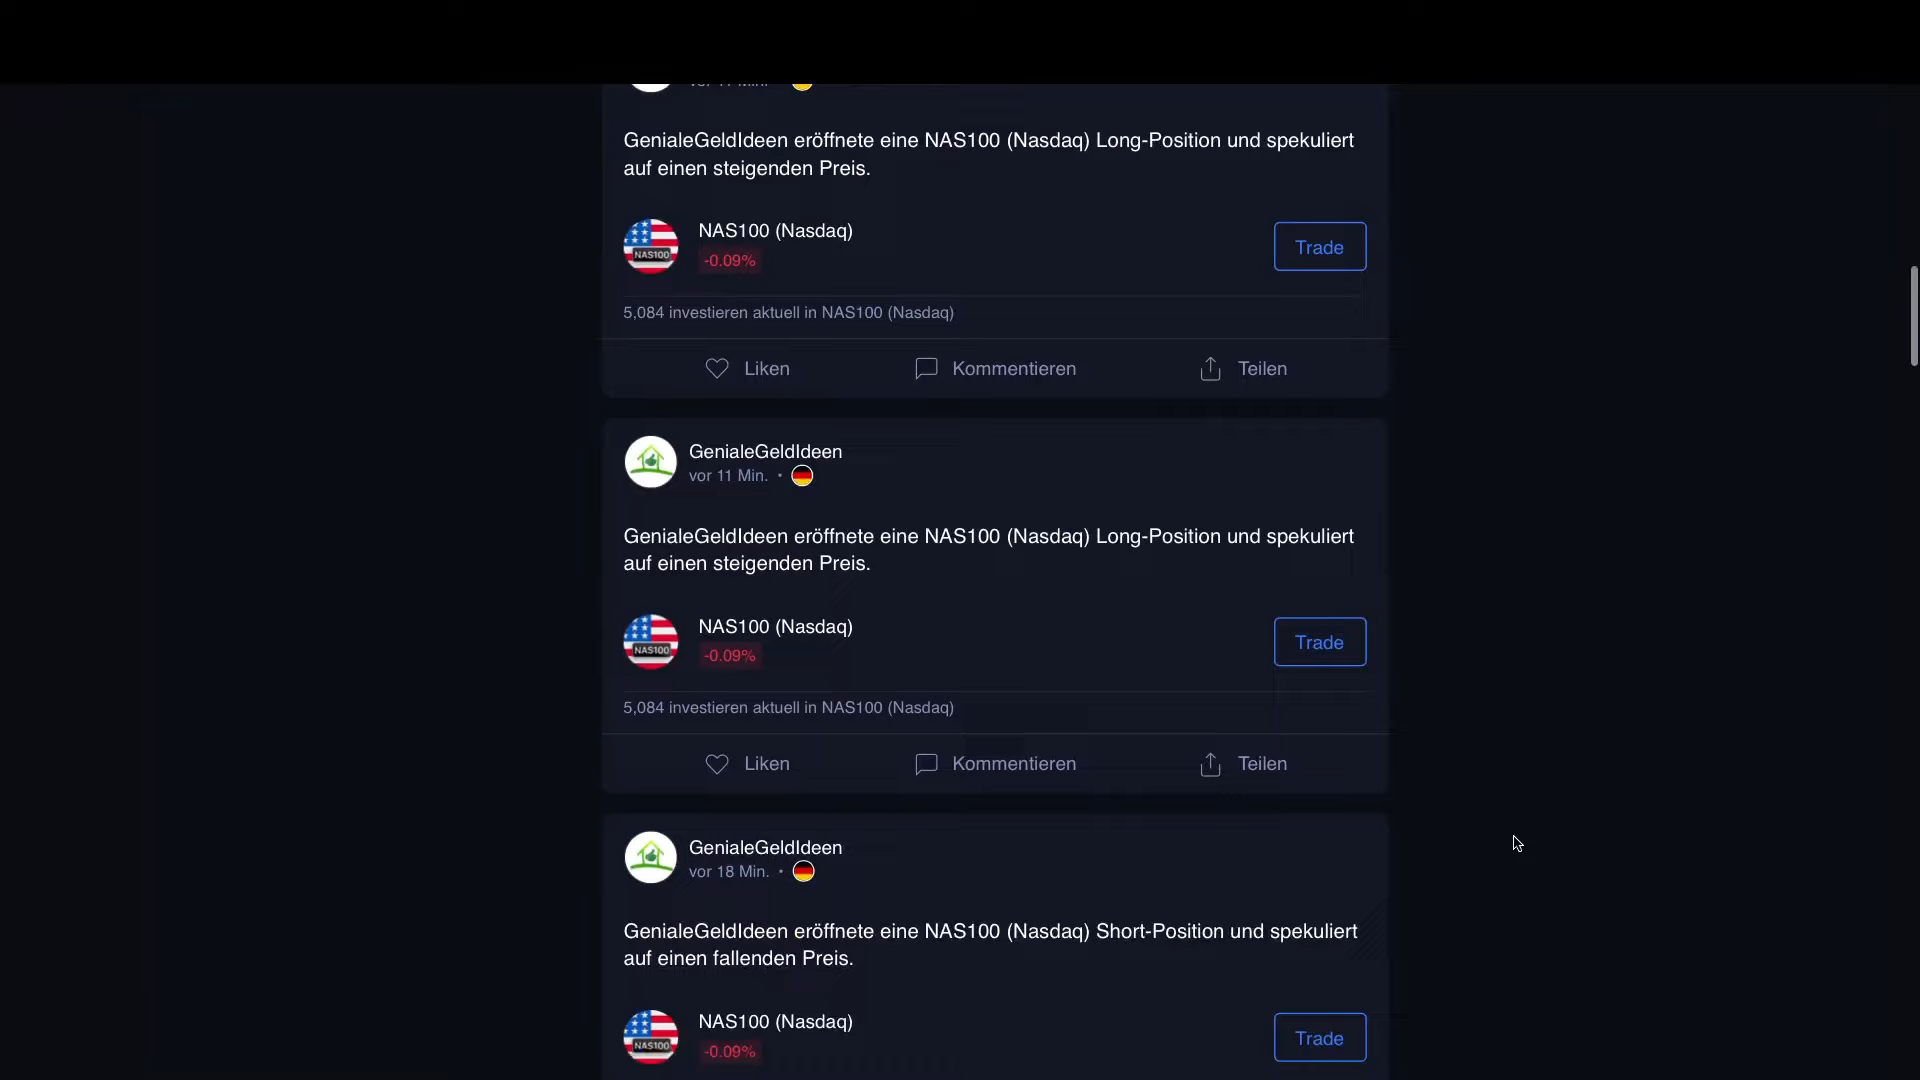 GenialeGeldIdeen eröffnete eine NAS100 (Nasdaq) Long-Position und spekuliert
auf einen steigenden Preis.
NAS100 (Nasdaq)
NAS100
-0.09%
Trade
5,084 investieren aktuell in NAS100 (Nasdaq)
Liken
Kommentieren
Teilen
GenialeGeldIdeen
vor 11 Min. •
GenialeGeldIdeen eröffnete eine NAS100 (Nasdaq) Long-Position und spekuliert
auf einen steigenden Preis.
NAS100 (Nasdaq)
NAS100
-0.09%
Trade
5,084 investieren aktuell in NAS100 (Nasdaq)
Liken
Kommentieren
Teilen
GenialeGeldIdeen
vor 18 Min. •
GenialeGeldIdeen eröffnete eine NAS100 (Nasdaq) Short-Position und spekuliert
auf einen fallenden Preis.
NAS100 (Nasdaq)
NAS100
-0.09%
Trade